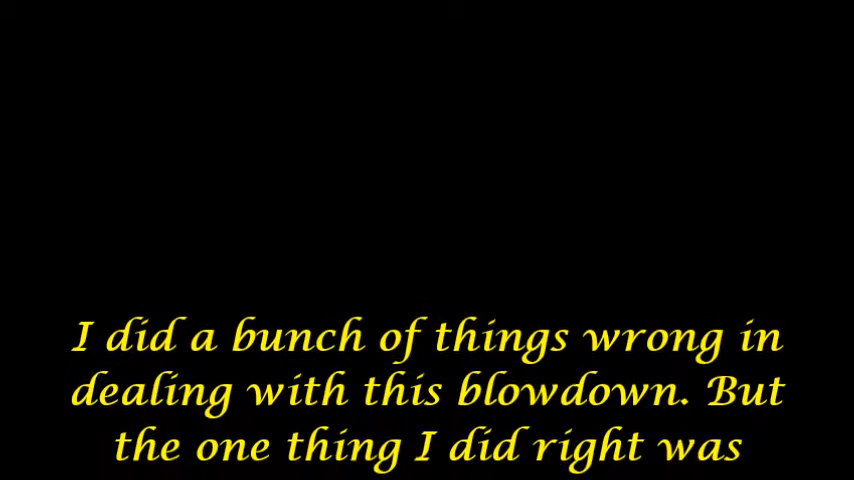 I did a bunch of things wrong in
dealing with this blowdown. But
the one thing I did right was